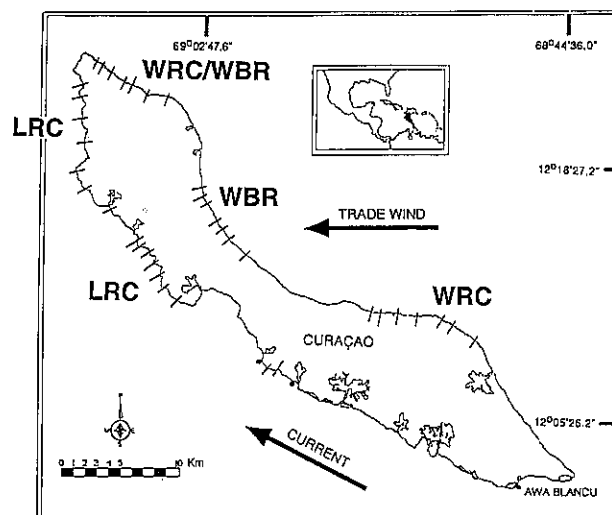 69°02'47.6"
68°44'36.0"
WRC/WBR
LRC
12°18'27.2"
WBR
TRADE WIND
LRC
WRC
CURAÇAO
12°05'26.2"
CURRENT
0 1 2 3 4 5 10 Km
AWA BLANCU